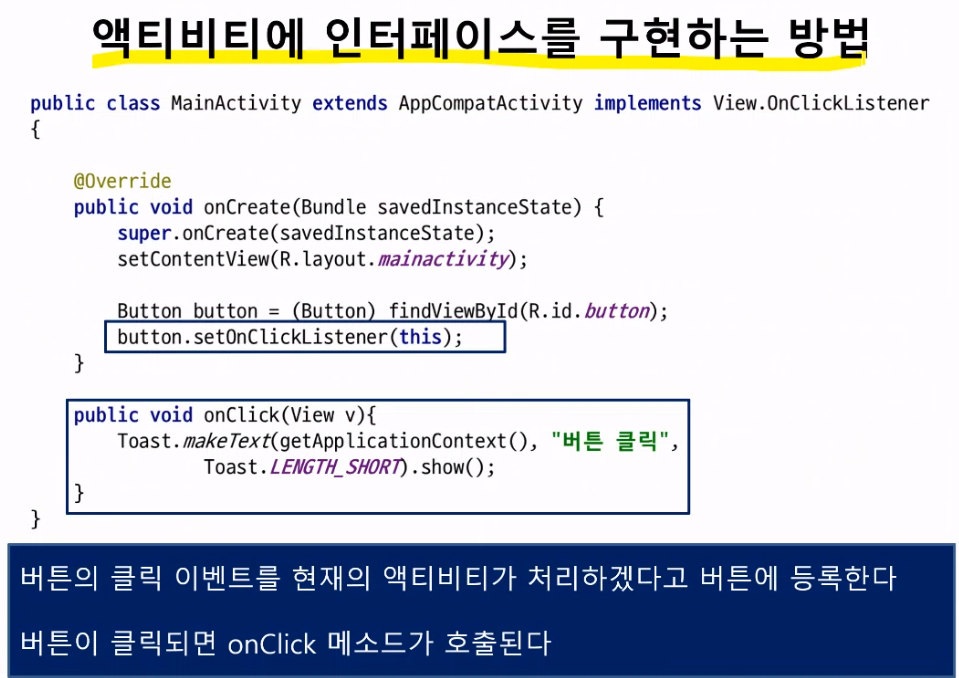 액티비티에 인터페이스를 구현하는 방법
public class MainActivity extends AppCompatActivity implements View.OnClickListener
{
@Override
public void onCreate(Bundle savedInstanceState) {
super.onCreate(savedInstanceState);
setContentView(R.layout.mainactivity);
Button button = (Button) findViewById(R.id.button);
button.setOnClickListener(this);
}
public void onClick(View v){
Toast.makeText(getApplicationContext(), "버튼 클릭",
Toast.LENGTH_SHORT).show();
}
}
버튼의 클릭 이벤트를 현재의 액티비티가 처리하겠다고 버튼에 등록한다
버튼이 클릭되면 onClick 메소드가 호출된다